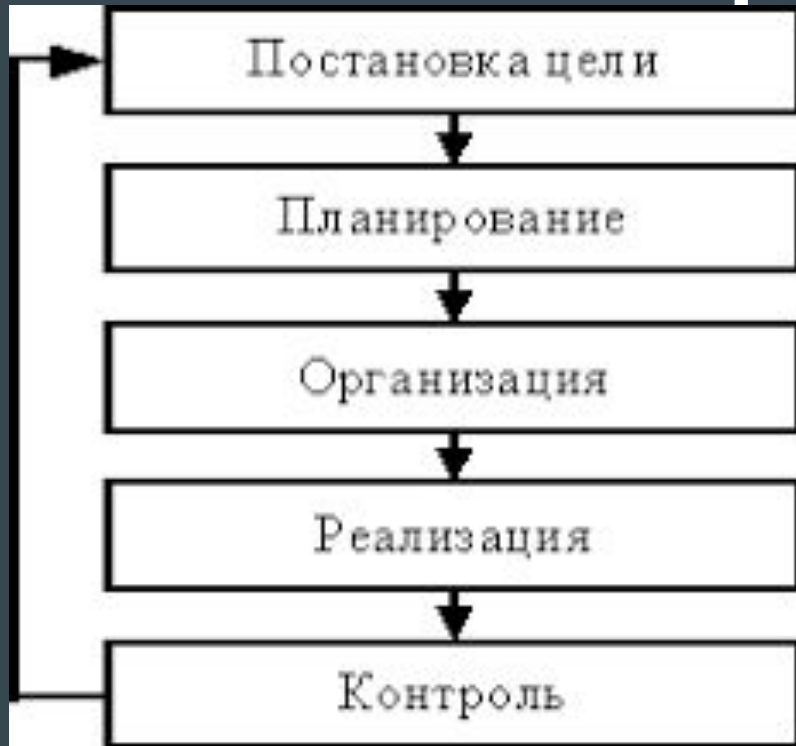 Постановка цели
Планирование
Организация
Реализация
Контроль